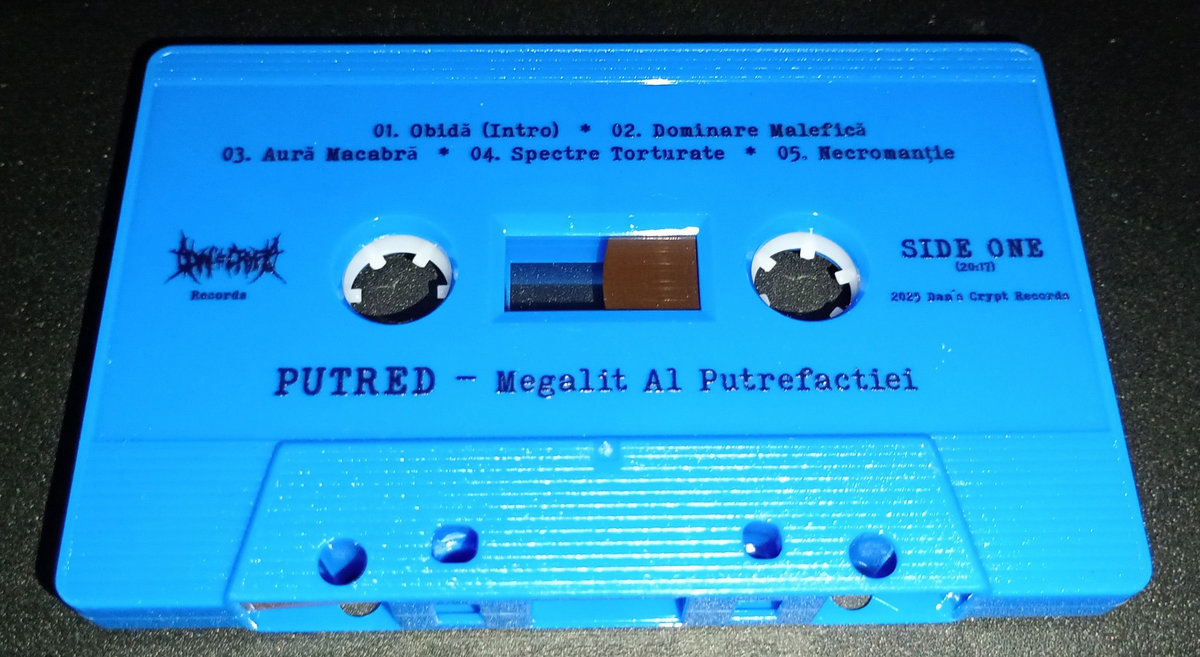 01. Obidă (Intro) * 02. Dominare Malefică
03. Aură Macabră * 04. Spectre Torturate * 05. Necromanție
Records
SIDE ONE
(20:17)
2025 Dan's Crypt Records
PUTRED - Megalit Al Putrefactiei